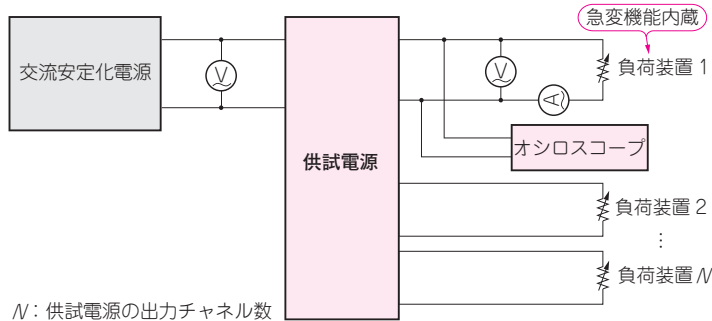 急変機能内蔵
交流安定化電源
V
V
負荷装置 1
A
オシロスコープ
供試電源
負荷装置 2
⋮
負荷装置 N
N：供試電源の出力チャネル数